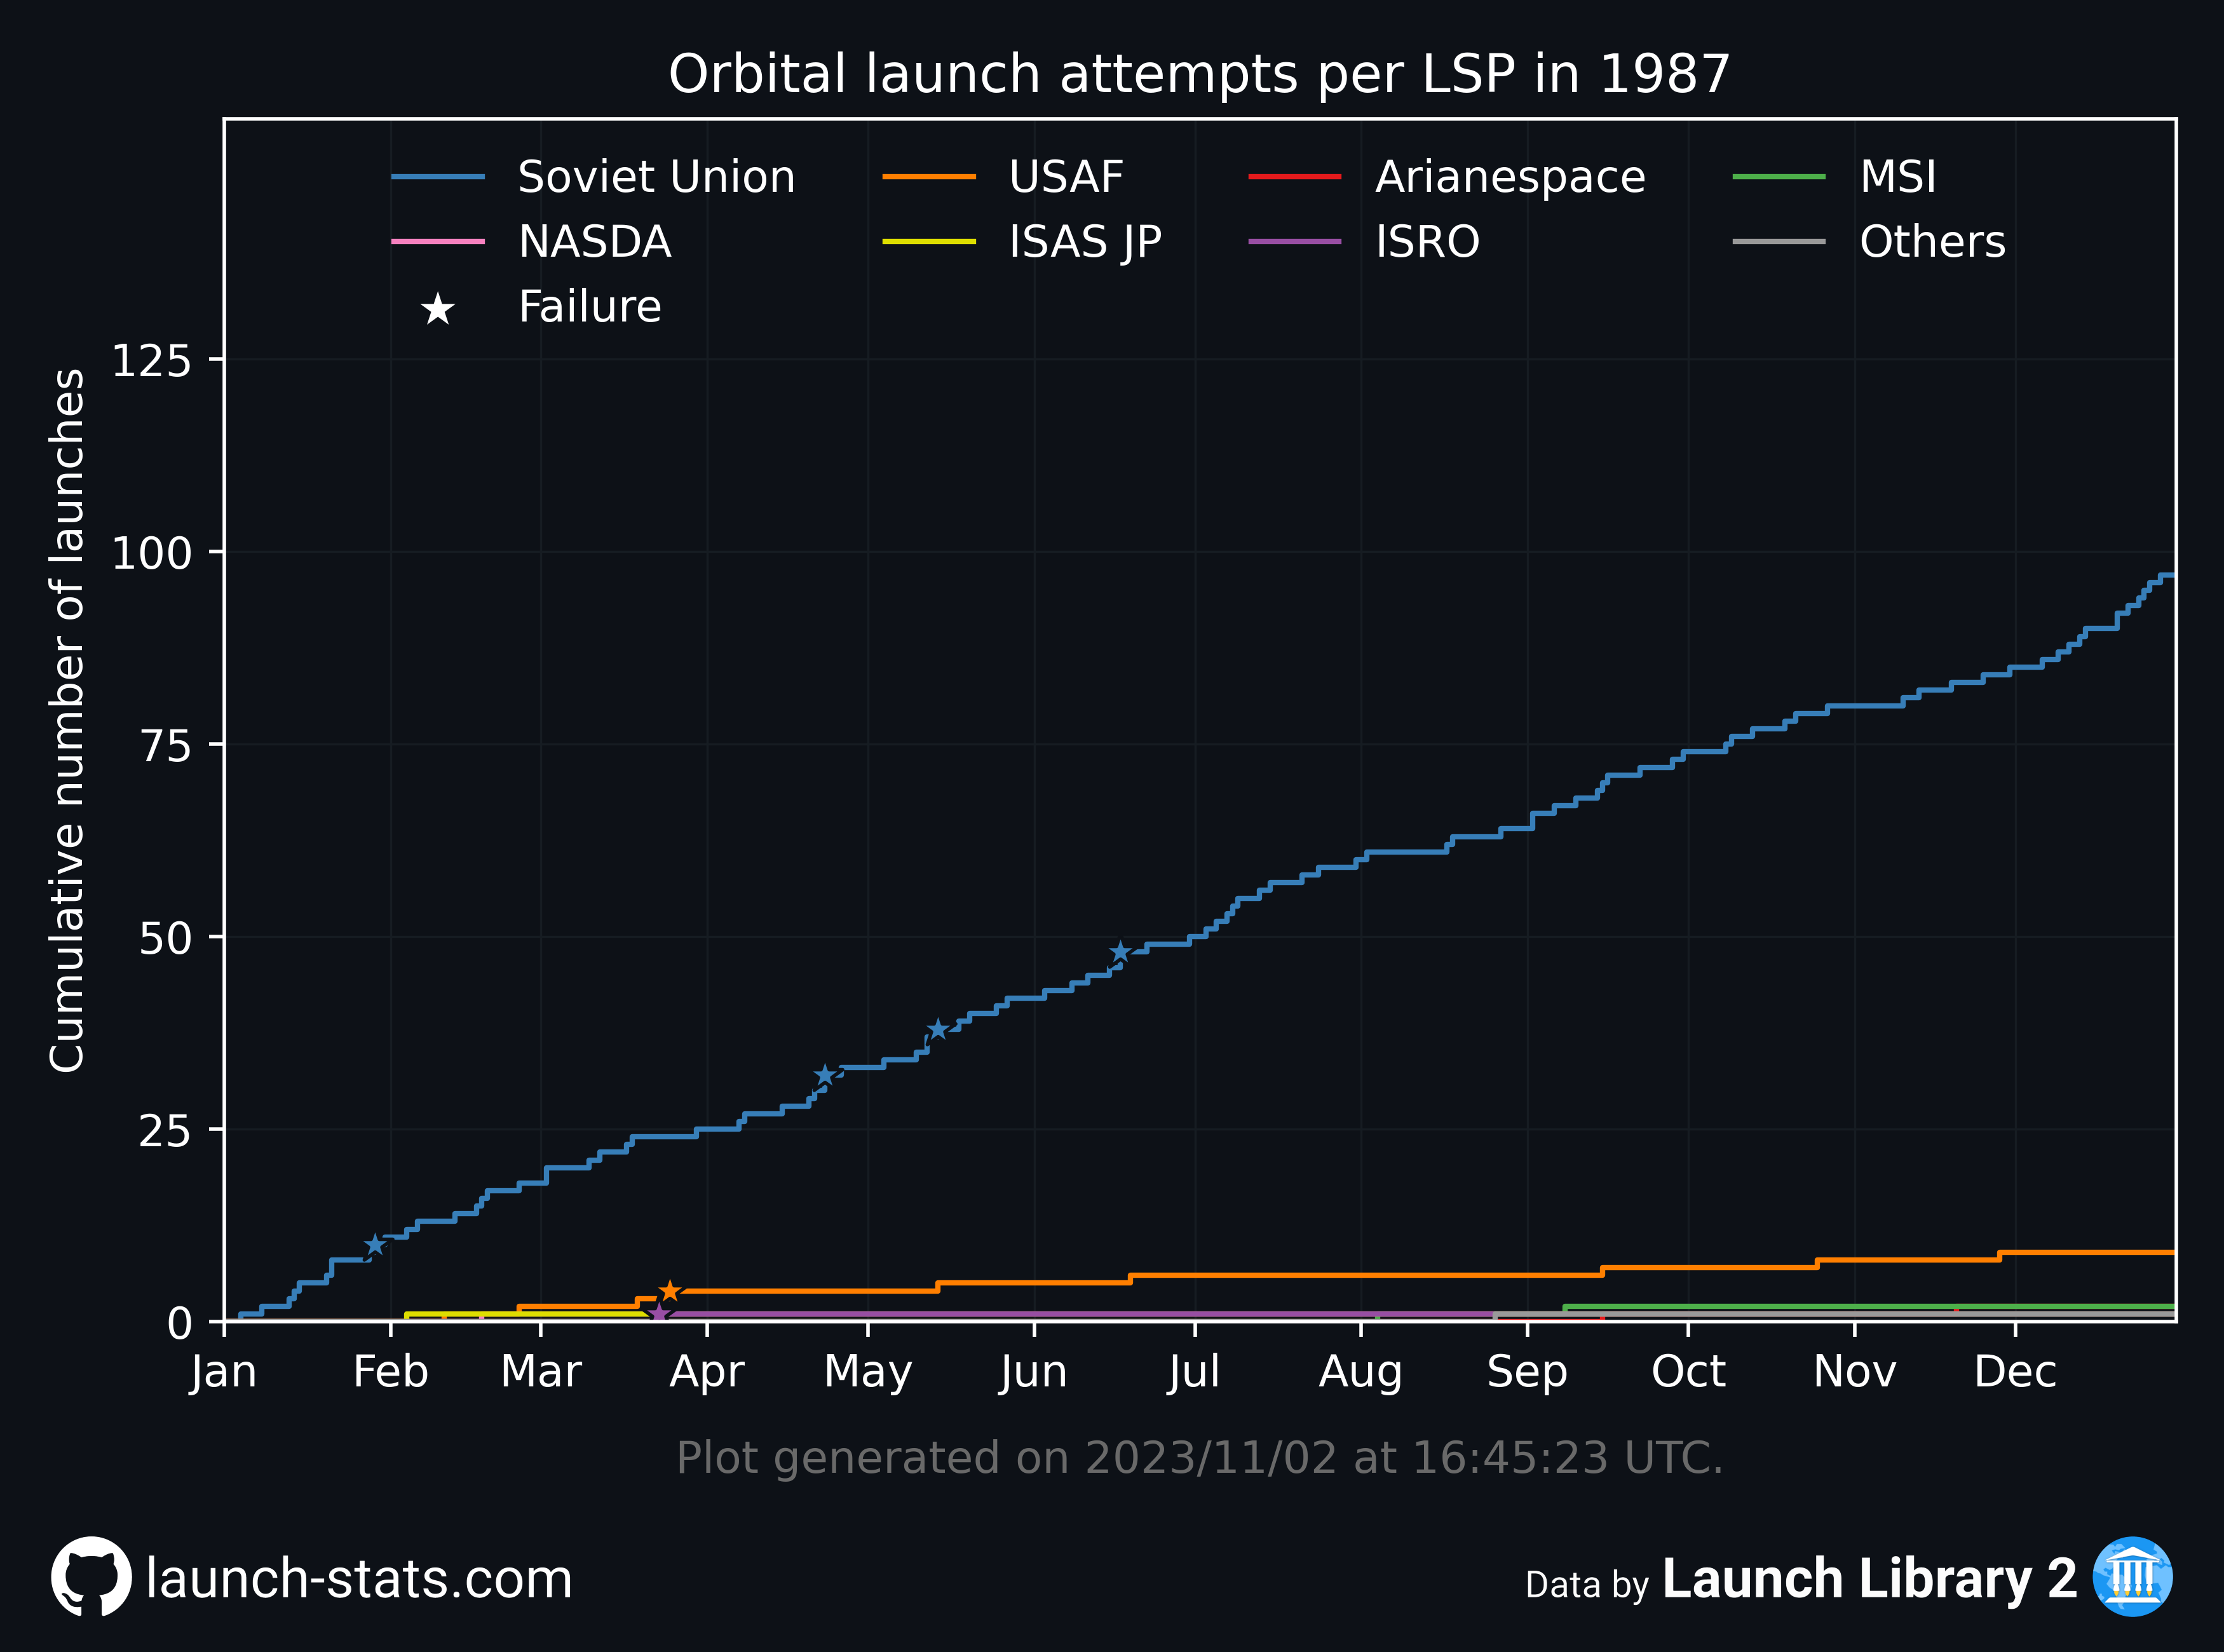 Orbital launch attempts per LSP in 1987
Soviet Union USAF Arianespace MSI
NASDA ISAS JP ISRO Others
Failure
Cumulative number of launches
125
100
75
50
25
0
Jan Feb Mar Apr May Jun Jul Aug Sep Oct Nov Dec
Plot generated on 2023/11/02 at 16:45:23 UTC.
launch-stats.com
Data by Launch Library 2